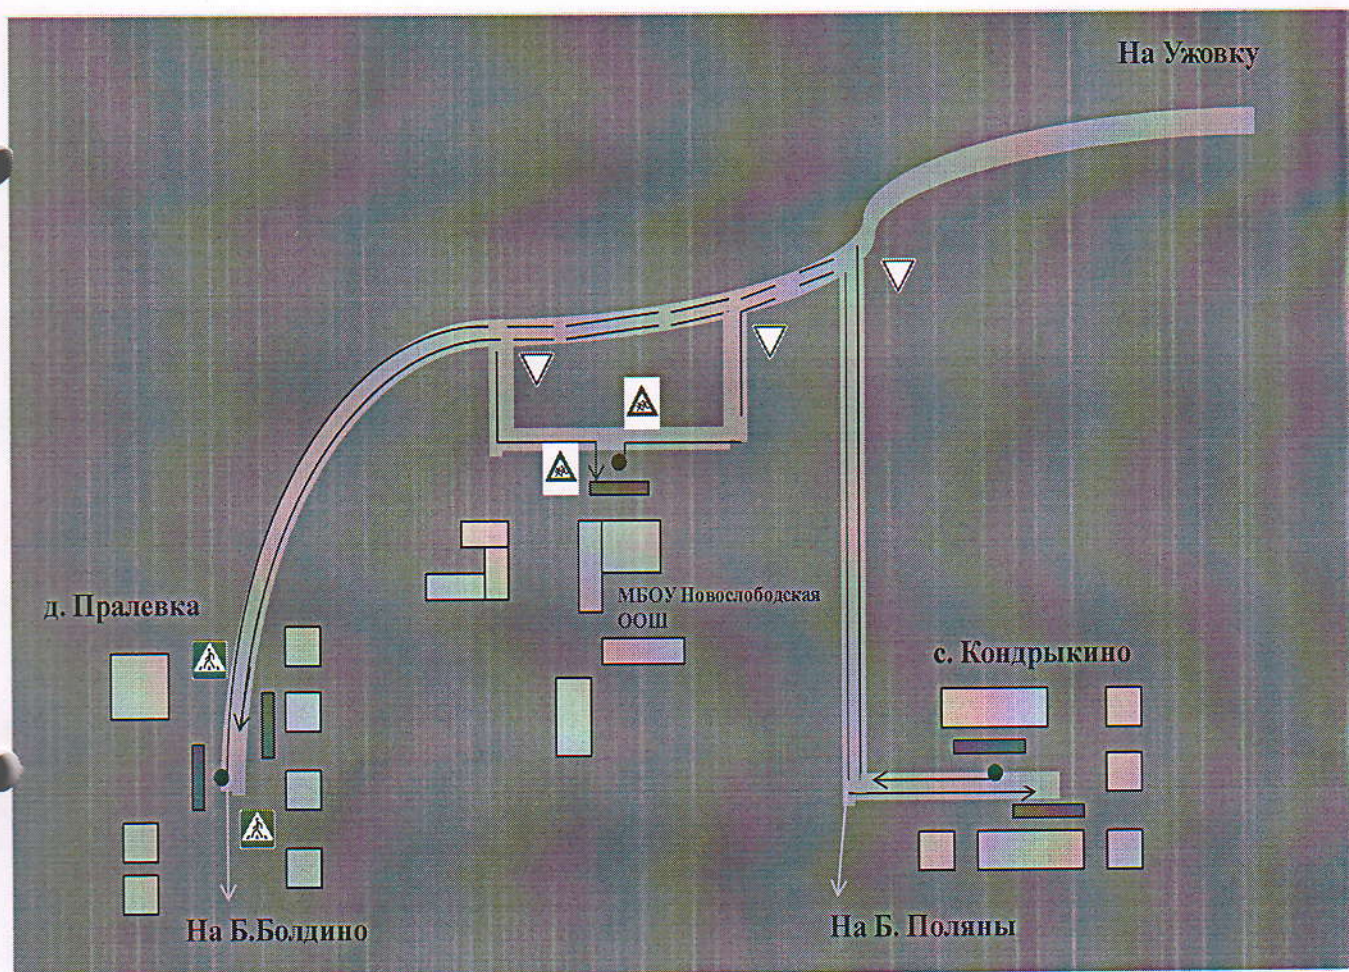 На Ужовку
МБОУ Новослободская
ООШ
д. Пралевка
с. Кондрыкино
На Б.Болдино
На Б. Поляны